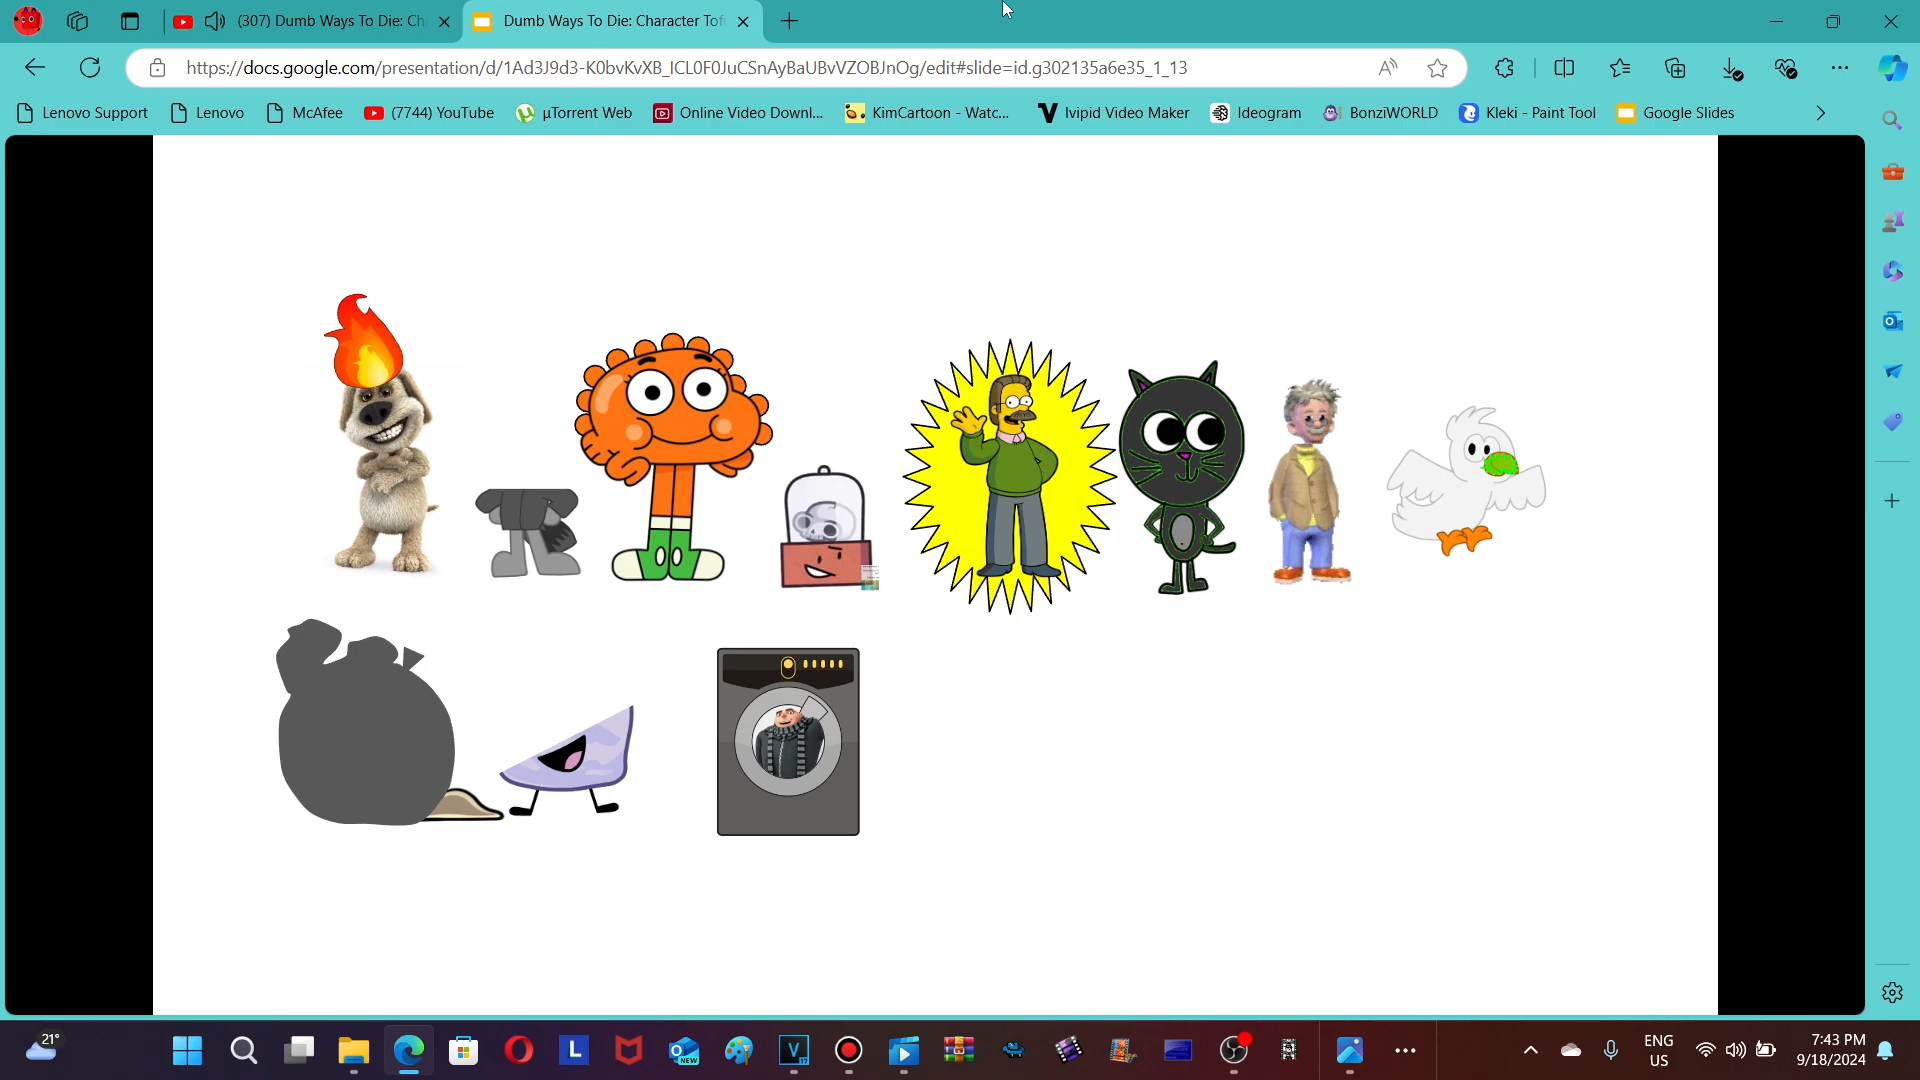 (307) Dumb Ways To Die: Ch
Dumb Ways To Die: Character Tof
https://docs.google.com/presentation/d/1Ad3J9d3-K0bvKvXB_ICL0F0JuCSnAyBaUBvVZOBJnOg/edit#slide=id.g302135a6e35_1_13
Lenovo Support
Lenovo
McAfee
(7744) YouTube
µTorrent Web
Online Video Downl...
KimCartoon - Watc...
Ivipid Video Maker
Ideogram
BonziWORLD
Kleki - Paint Tool
Google Slides
21°
ENG
US
7:43 PM
9/18/2024